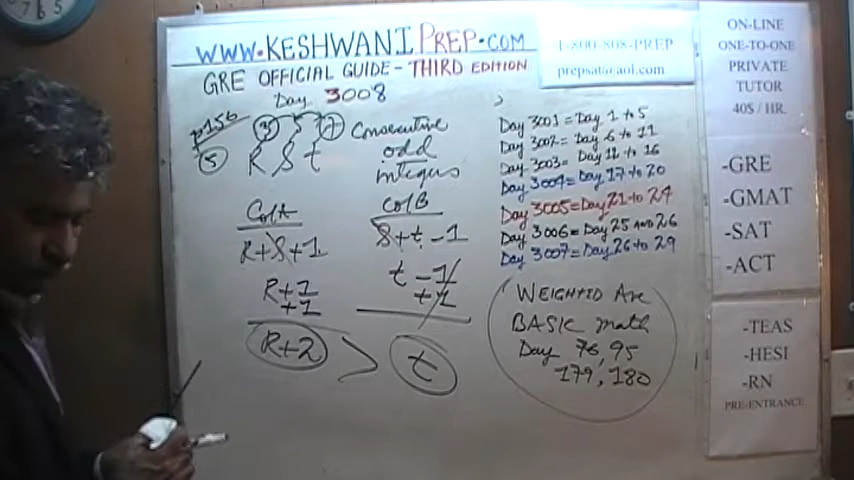 WWW.KESHWANIPREP.COM
GRE OFFICIAL GUIDE - THIRD EDITION
Day 3008
1-800-808-PREP
prepsat@aol.com
ON-LINE
ONE-TO-ONE
PRIVATE
TUTOR
40$ / HR.
-GRE
-GMAT
-SAT
-ACT
-TEAS
-HESI
-RN
PRE-ENTRANCE
p156
3 5 7 Consecutive
5 R S t odd
integers
Col A Col B
R+S+1 S+t-1
R+1 t-1
+1 +1
R+2 > t
Day 3001 = Day 1 to 5
Day 3002 = Day 6 to 11
Day 3003 = Day 12 to 16
Day 3004 = Day 17 to 20
Day 3005 = Day 21 to 24
Day 3006 = Day 25 AND 26
Day 3007 = Day 26 to 29
WEIGHTED Ave
BASIC math
Day 76, 95
179, 180